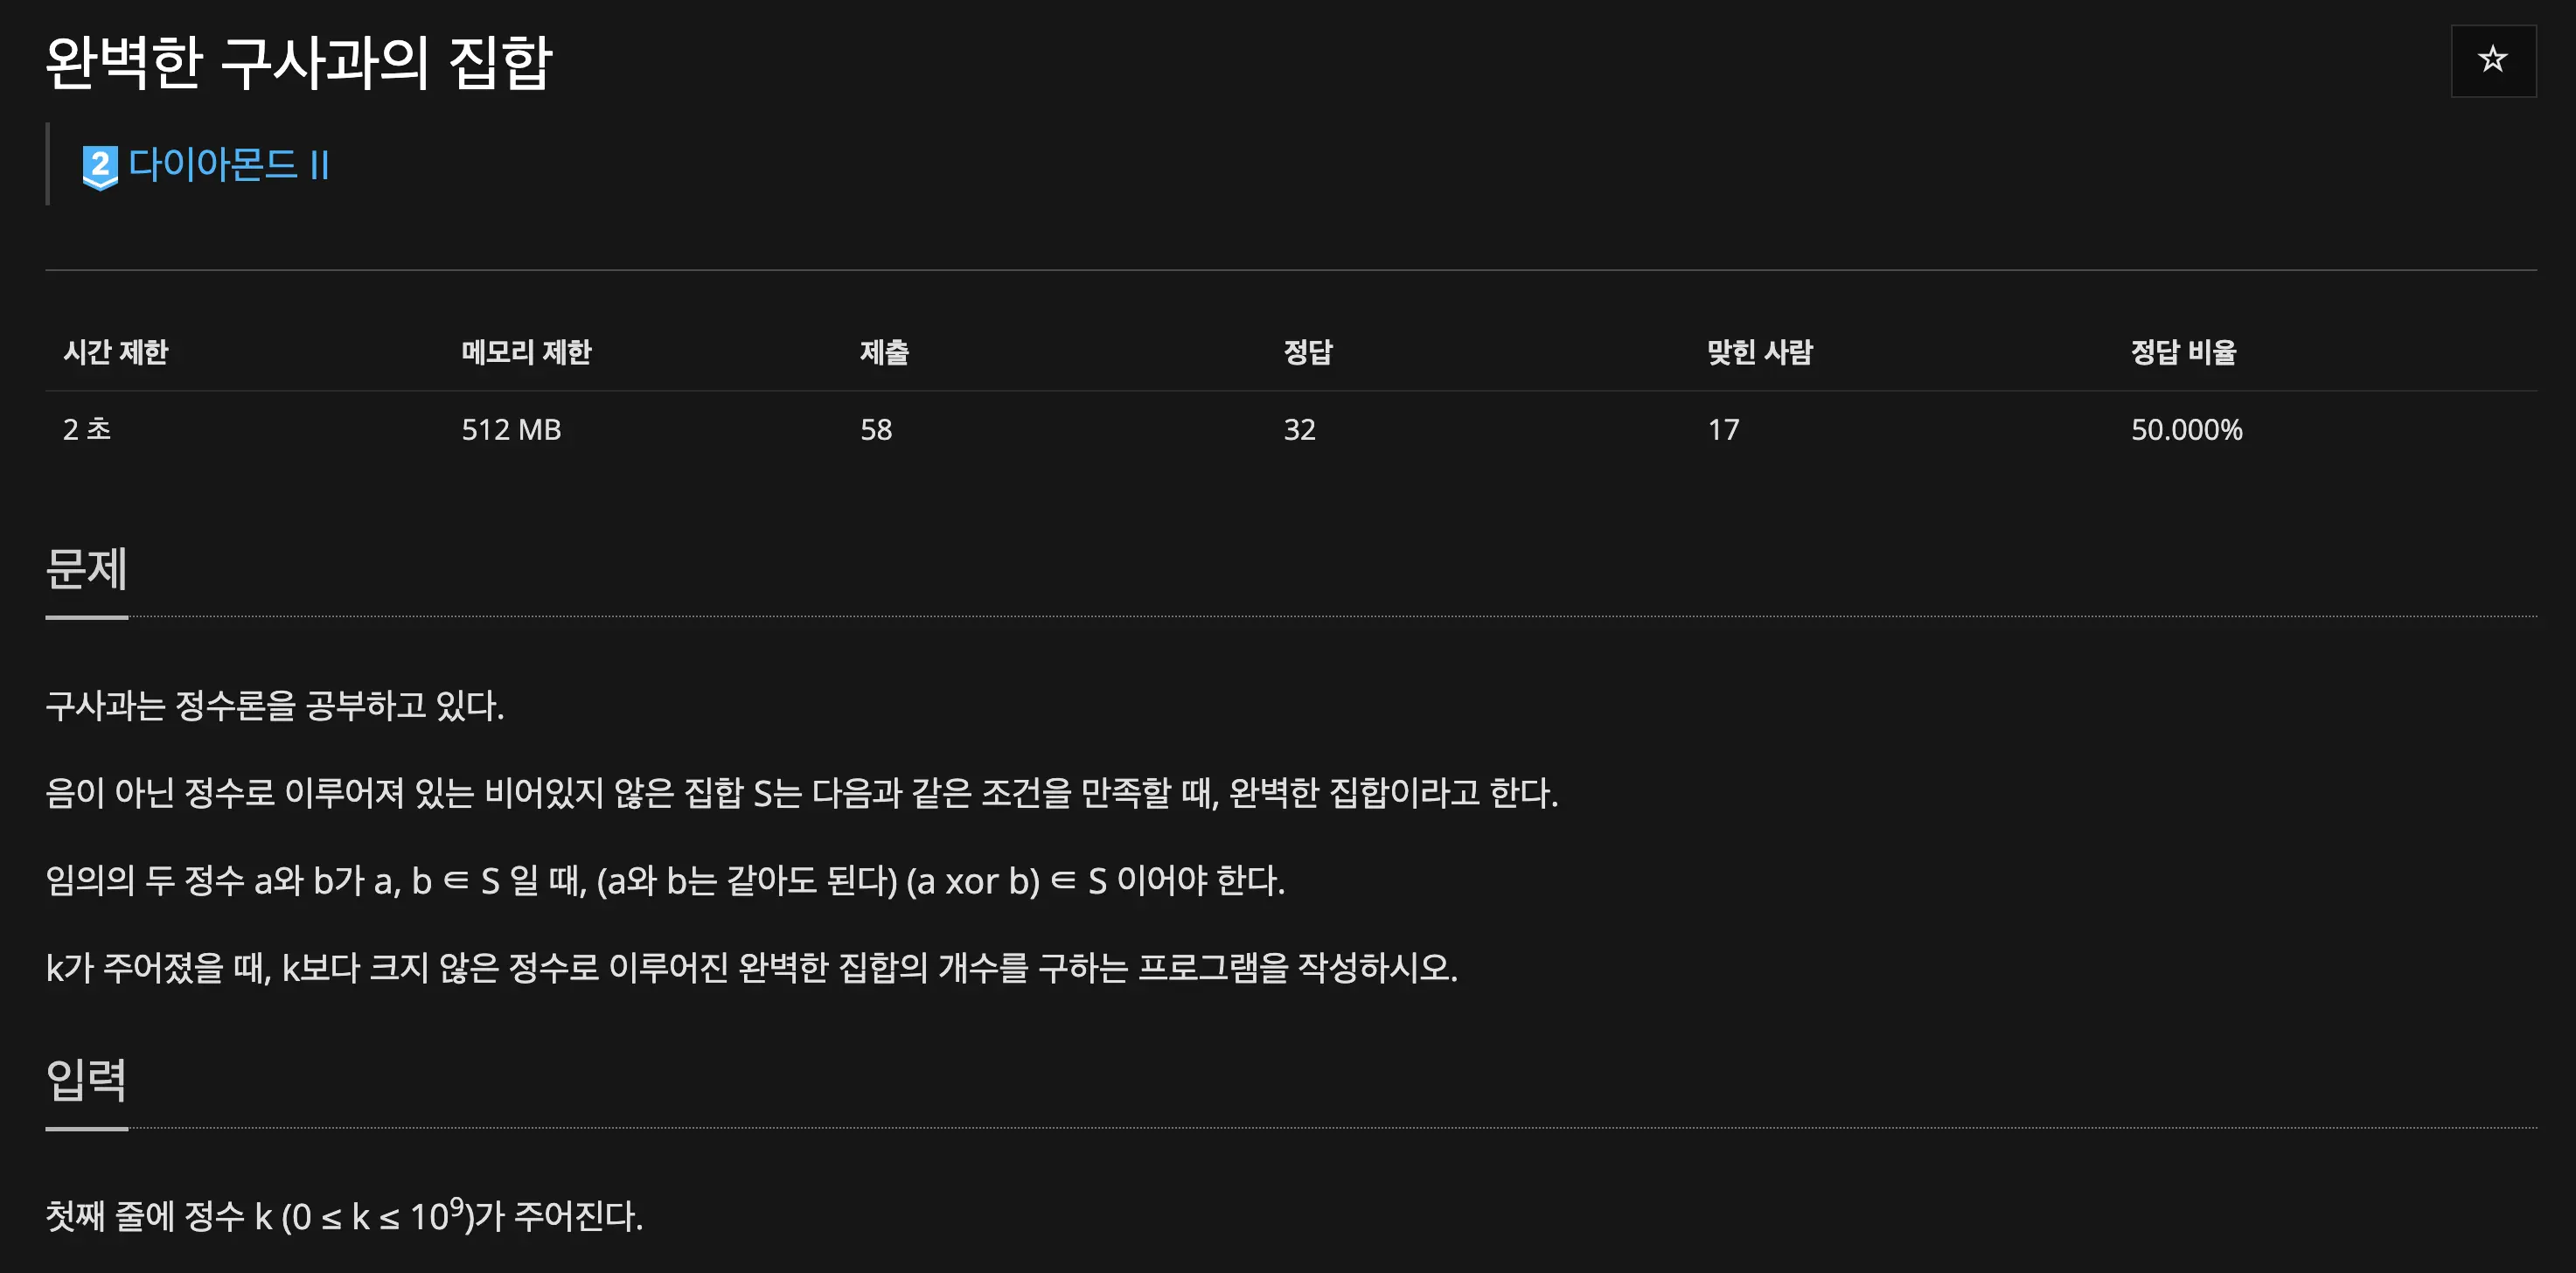 완벽한 구사과의 집합
☆
2 다이아몬드 II
시간 제한 메모리 제한 제출 정답 맞힌 사람 정답 비율
2 초 512 MB 58 32 17 50.000%
문제
구사과는 정수론을 공부하고 있다.
음이 아닌 정수로 이루어져 있는 비어있지 않은 집합 S는 다음과 같은 조건을 만족할 때, 완벽한 집합이라고 한다.
임의의 두 정수 a와 b가 a, b ∈ S 일 때, (a와 b는 같아도 된다) (a xor b) ∈ S 이어야 한다.
k가 주어졌을 때, k보다 크지 않은 정수로 이루어진 완벽한 집합의 개수를 구하는 프로그램을 작성하시오.
입력
첫째 줄에 정수 k (0 ≤ k ≤ 10⁹)가 주어진다.